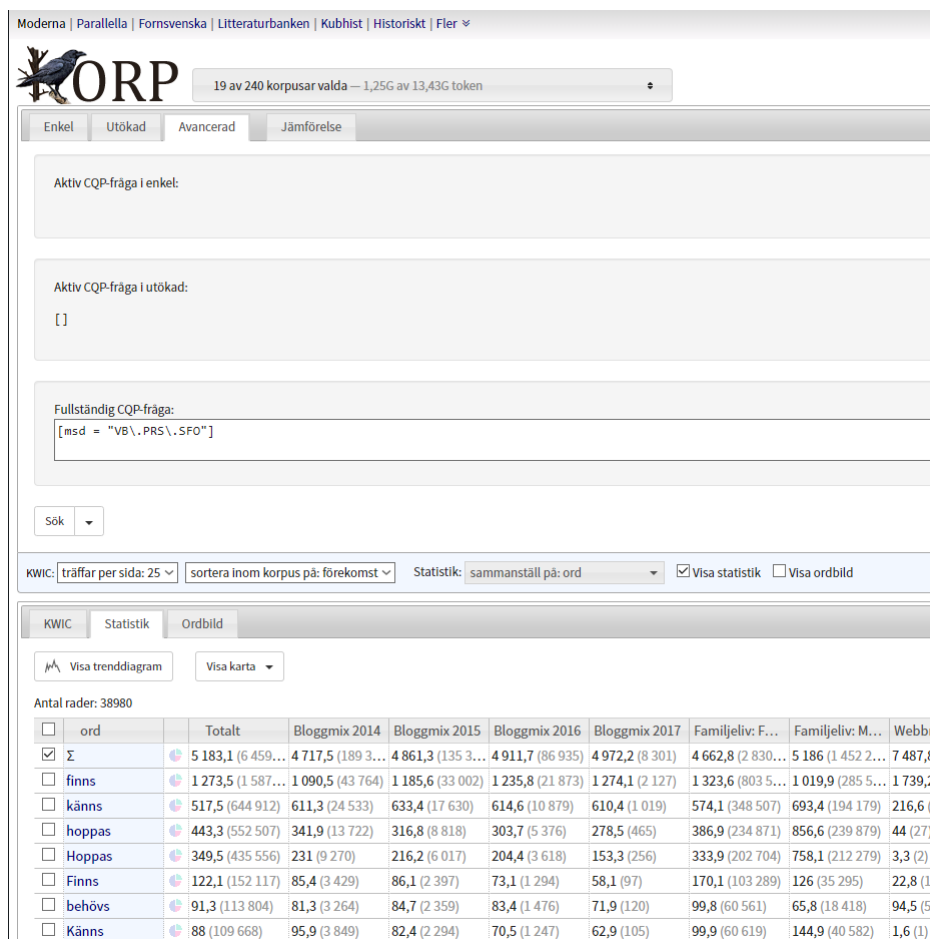 Moderna | Parallella | Fornsvenska | Litteraturbanken | Kubhist | Historiskt | Fler
KORP
19 av 240 korpusar valda — 1,25G av 13,43G token
Enkel Utökad Avancerad Jämförelse
Aktiv CQP-fråga i enkel:
Aktiv CQP-fråga i utökad:
[]
Fullständig CQP-fråga:
[msd = "VB\.PRS\.SFO"]
Sök
KWIC: träffar per sida: 25 sortera inom korpus på: förekomst Statistik: sammanställ på: ord Visa statistik Visa ordbild
KWIC Statistik Ordbild
Visa trenddiagram Visa karta
Antal rader: 38980
ord Totalt Bloggmix 2014 Bloggmix 2015 Bloggmix 2016 Bloggmix 2017 Familjeliv: F... Familjeliv: M...
Σ 5 183,1 (6 459... 4 717,5 (189 3... 4 861,3 (135 3... 4 911,7 (86 935) 4 972,2 (8 301) 4 662,8 (2 830... 5 186 (1 452 2... 7 487,8
finns 1 273,5 (1 587... 1 090,5 (43 764) 1 185,6 (33 002) 1 235,8 (21 873) 1 274,1 (2 127) 1 323,6 (803 5... 1 019,9 (285 5... 1 739,2
känns 517,5 (644 912) 611,3 (24 533) 633,4 (17 630) 614,6 (10 879) 610,4 (1 019) 574,1 (348 507) 693,4 (194 179) 216,6 (
hoppas 443,3 (552 507) 341,9 (13 722) 316,8 (8 818) 303,7 (5 376) 278,5 (465) 386,9 (234 871) 856,6 (239 879) 44 (27)
Hoppas 349,5 (435 556) 231 (9 270) 216,2 (6 017) 204,4 (3 618) 153,3 (256) 333,9 (202 704) 758,1 (212 279) 3,3 (2)
Finns 122,1 (152 117) 85,4 (3 429) 86,1 (2 397) 73,1 (1 294) 58,1 (97) 170,1 (103 289) 126 (35 295) 22,8 (1
behövs 91,3 (113 804) 81,3 (3 264) 84,7 (2 359) 83,4 (1 476) 71,9 (120) 99,8 (60 561) 65,8 (18 418) 94,5 (5
Känns 88 (109 668) 95,9 (3 849) 82,4 (2 294) 70,5 (1 247) 62,9 (105) 99,9 (60 619) 144,9 (40 582) 1,6 (1)